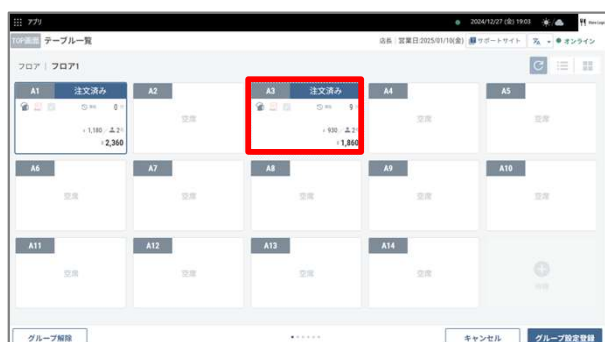 アプリ 2024/12/27 (金) 19:03
TOP画面 テーブル一覧 店長 営業日:2025/01/10(金) サポートサイト オンライン
フロア | フロア1
A1 注文済み A2 A3 注文済み A4 A5
空席 空席 空席
1,180 / 2 930 / 2
2,360 1,860
A6 A7 A8 A9 A10
空席 空席 空席 空席 空席
A11 A12 A13 A14
空席 空席 空席 空席
グループ解除 キャンセル グループ設定登録